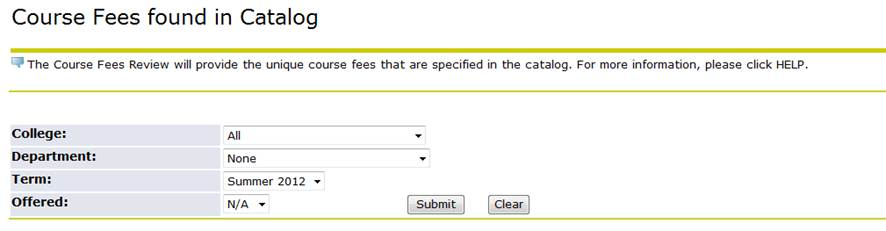 Course Fees found in Catalog
The Course Fees Review will provide the unique course fees that are specified in the catalog. For more information, please click HELP.
College: All
Department: None
Term: Summer 2012
Offered: N/A Submit Clear